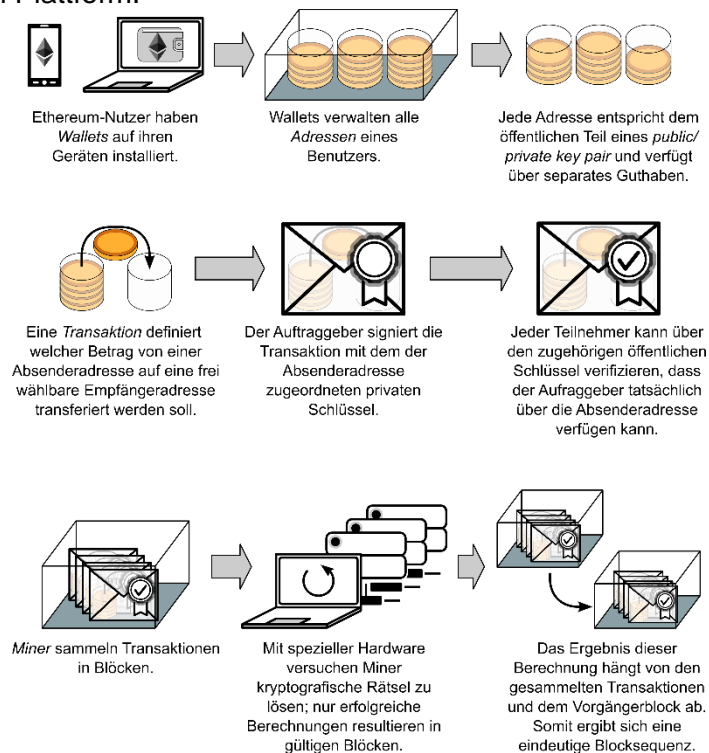 Plattform.
Ethereum-Nutzer haben
Wallets auf ihren
Geräten installiert.
Wallets verwalten alle
Adressen eines
Benutzers.
Jede Adresse entspricht dem
öffentlichen Teil eines public/
private key pair und verfügt
über separates Guthaben.
Eine Transaktion definiert
welcher Betrag von einer
Absenderadresse auf eine frei
wählbare Empfängeradresse
transferiert werden soll.
Der Auftraggeber signiert die
Transaktion mit dem der
Absenderadresse
zugeordneten privaten
Schlüssel.
Jeder Teilnehmer kann über
den zugehörigen öffentlichen
Schlüssel verifizieren, dass
der Aufraggeber tatsächlich
über die Absenderadresse
verfügen kann.
Miner sammeln Transaktionen
in Blöcken.
Mit spezieller Hardware
versuchen Miner
kryptografische Rätsel zu
lösen; nur erfolgreiche
Berechnungen resultieren in
gültigen Blöcken.
Das Ergebnis dieser
Berechnung hängt von den
gesammelten Transaktionen
und dem Vorgängerblock ab.
Somit ergibt sich eine
eindeutige Blocksequenz.